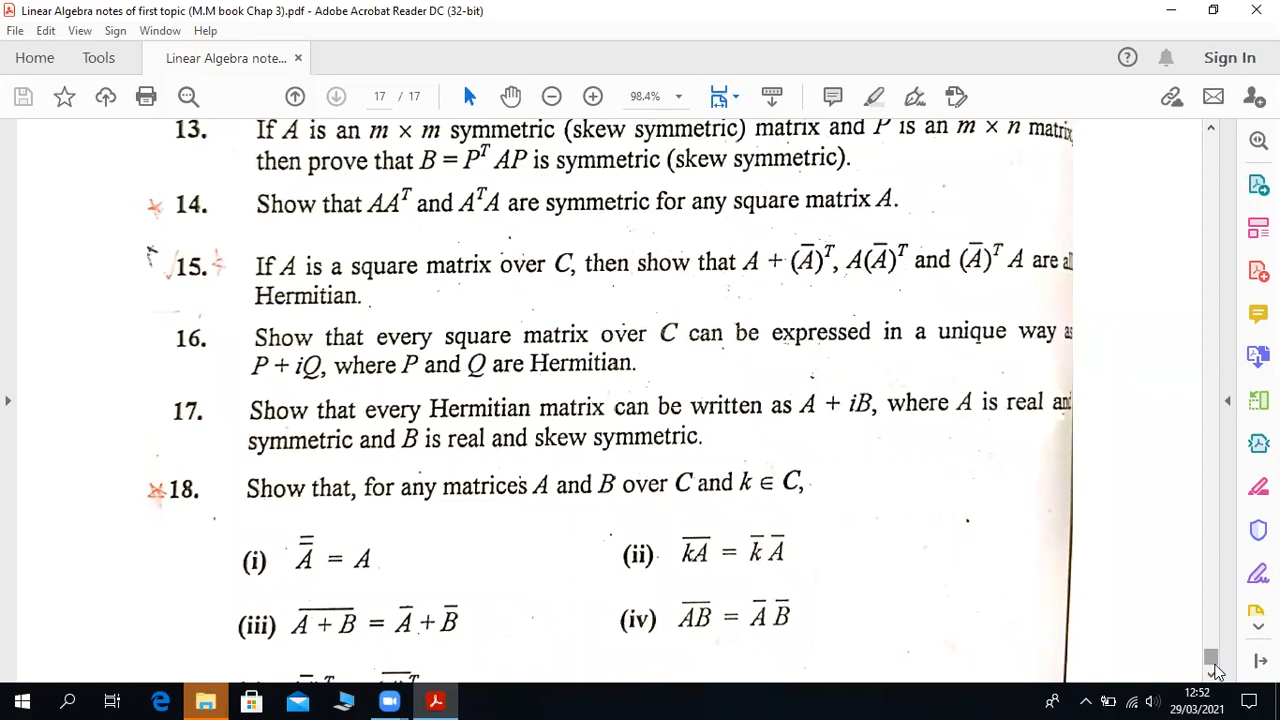 Linear Algebra notes of first topic (M.M book Chap 3).pdf - Adobe Acrobat Reader DC (32-bit)
File Edit View Sign Window Help
Home Tools Linear Algebra note... × Sign In
17 / 17 98.4%
13. If A is an m × m symmetric (skew symmetric) matrix and P is an m × n matrix
then prove that B = Pᵀ AP is symmetric (skew symmetric).
14. Show that AAᵀ and AᵀA are symmetric for any square matrix A.
15. If A is a square matrix over C, then show that A + (A̅)ᵀ, A(A̅)ᵀ and (A̅)ᵀ A are
Hermitian.
16. Show that every square matrix over C can be expressed in a unique way as
P + iQ, where P and Q are Hermitian.
17. Show that every Hermitian matrix can be written as A + iB, where A is real and
symmetric and B is real and skew symmetric.
18. Show that, for any matrices A and B over C and k ∈ C,
(i) A̿ = A (ii) k̅A̅ = k̅ A̅
(iii) A̅ ̅+̅ ̅B̅ = A̅ + B̅ (iv) A̅B̅ = A̅ B̅
12:52
29/03/2021